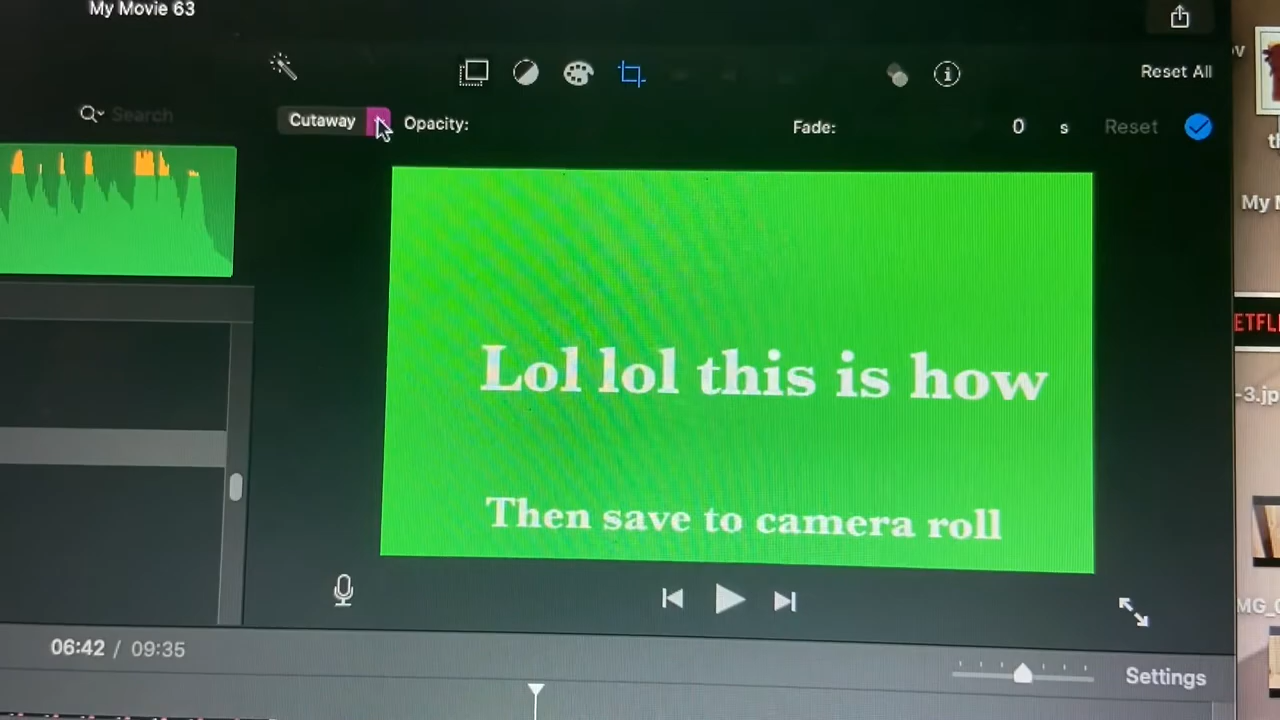 My Movie 63
Reset All
Search
Cutaway
Opacity:
Fade:
0
s
Reset
Lol lol this is how
Then save to camera roll
06:42 / 09:35
Settings
My
ETFL
-3.jp